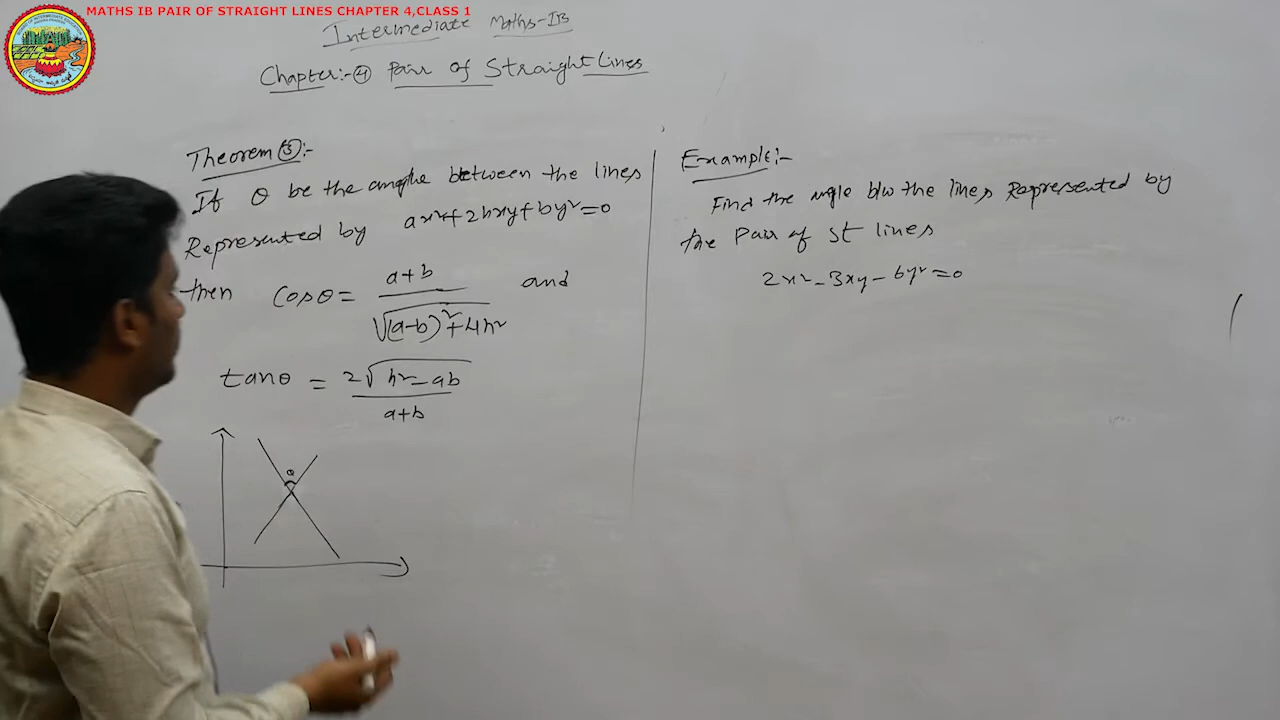 MATHS IB PAIR OF STRAIGHT LINES CHAPTER 4,CLASS 1
Intermediate Maths-IB
Chapter:-④ Pair of Straight Lines
Theorem ③:-
If θ be the angle between the lines
Represented by ax²+2hxy+by²=0
then cosθ = a+b / √(a-b)²+4h² and
tanθ = 2√h²-ab / a+b
θ
Example:-
Find the angle b/w the lines Represented by
the Pair of st lines
2x²-3xy-6y²=0